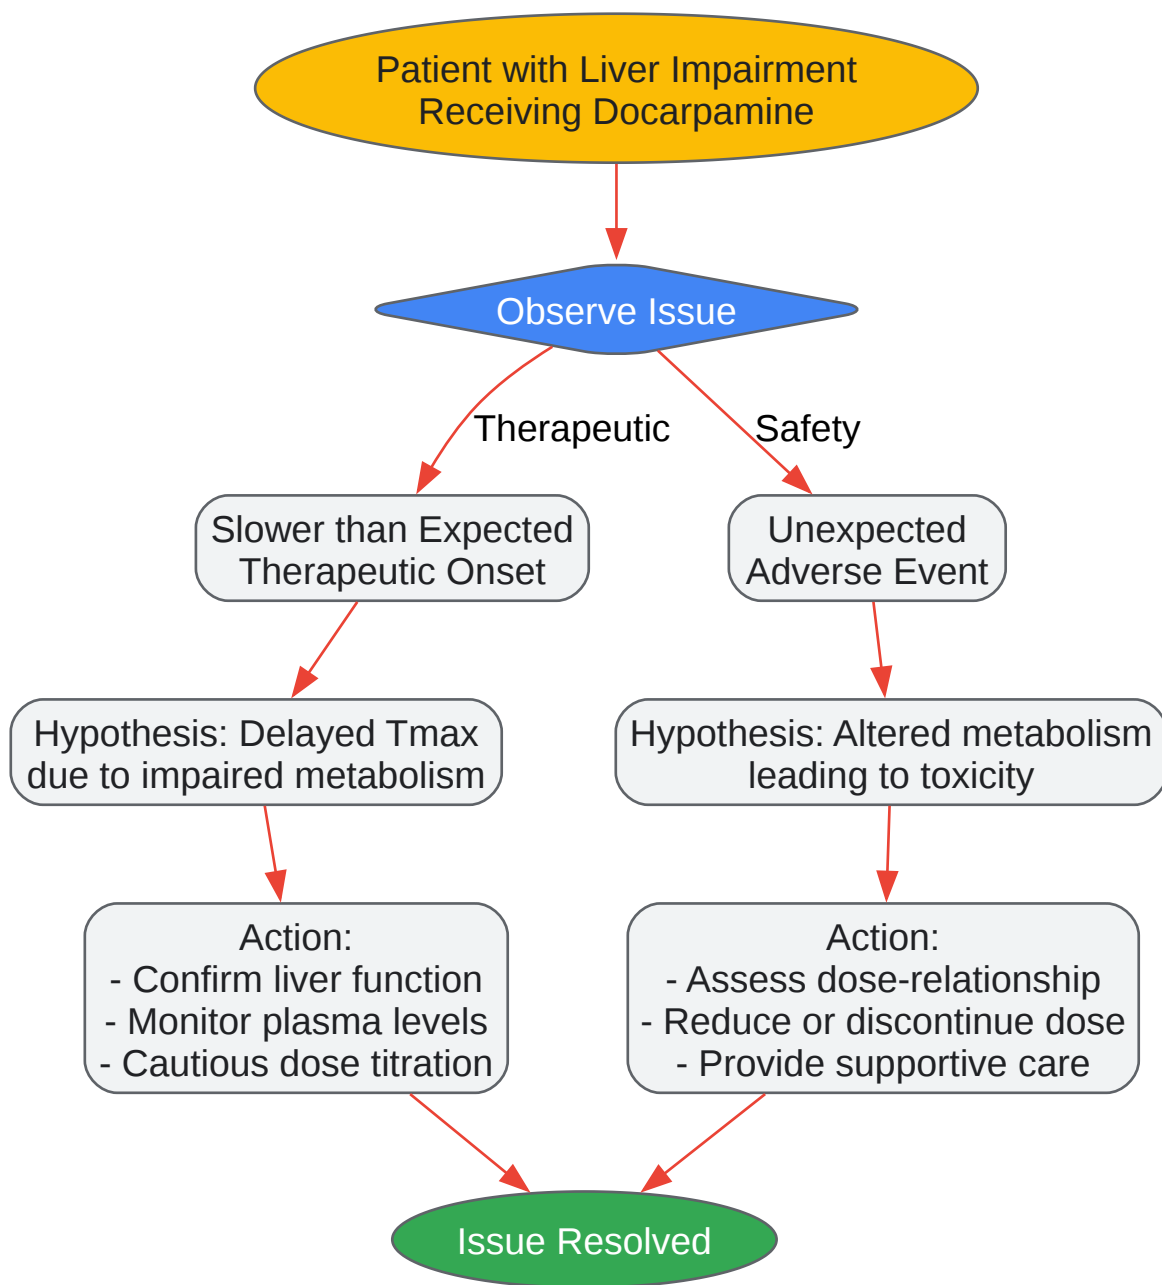 Patient with Liver Impairment
Receiving Docarpamine
Observe Issue
Therapeutic
Safety
Slower than Expected
Therapeutic Onset
Unexpected
Adverse Event
Hypothesis: Delayed Tmax
due to impaired metabolism
Hypothesis: Altered metabolism
leading to toxicity
Action:
- Confirm liver function
- Monitor plasma levels
- Cautious dose titration
Action:
- Assess dose-relationship
- Reduce or discontinue dose
- Provide supportive care
Issue Resolved